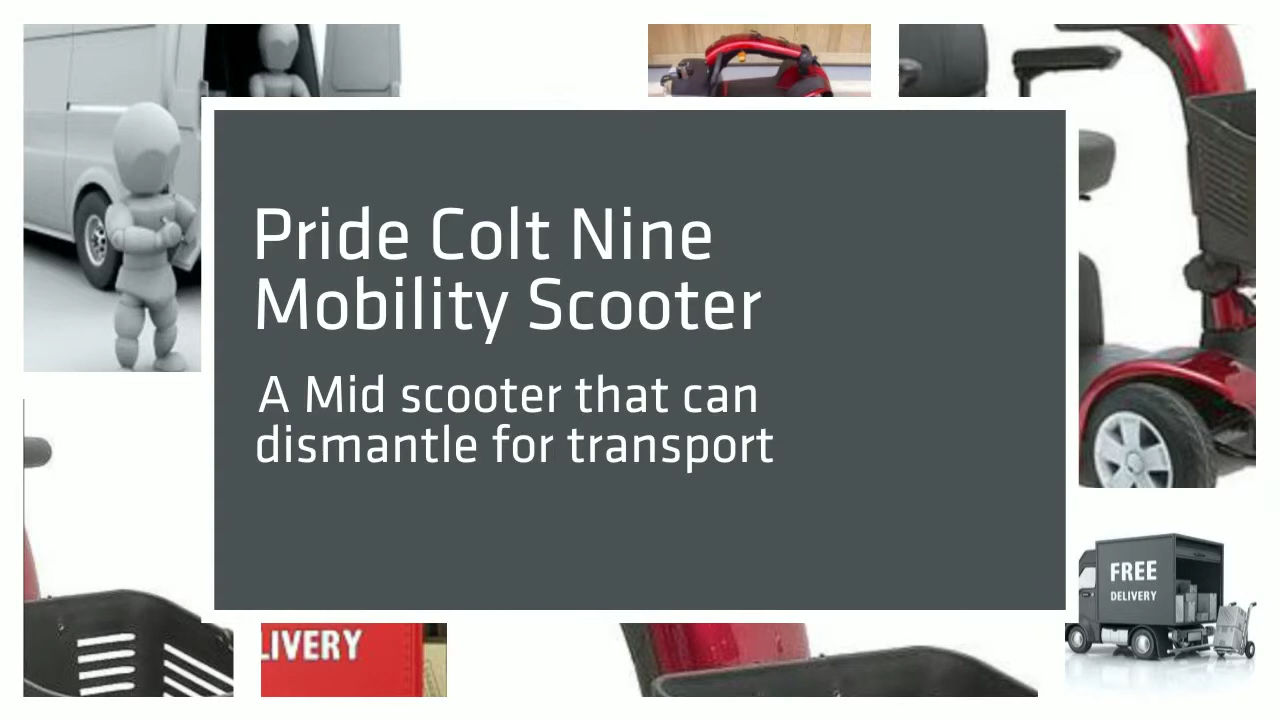 Pride Colt Nine
Mobility Scooter
A Mid scooter that can
dismantle for transport
FREE
DELIVERY
LIVERY